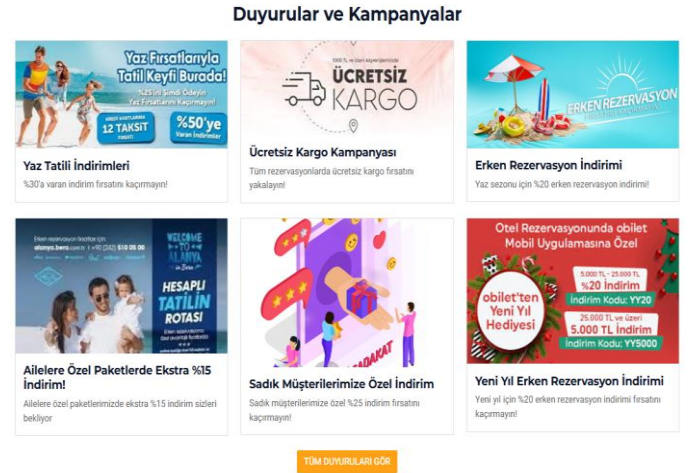 Duyurular ve Kampanyalar
Yaz Fırsatlarıyla
Tatil Keyfi Burada!
%25'ini Şimdi Ödeyin
Yaz Fırsatlarını Kaçırmayın!
12 TAKSİT
%50'ye
Varan İndirimler
Yaz Tatili İndirimleri
%30'a varan indirim fırsatını kaçırmayın!
ÜCRETSİZ
KARGO
Ücretsiz Kargo Kampanyası
Tüm rezervasyonlarda ücretsiz kargo fırsatını
yakalayın!
ERKEN REZERVASYON
Erken Rezervasyon İndirimi
Yaz sezonu için %20 erken rezervasyon indirimi!
Erken rezervasyon fırsatları için:
WELCOME
TO
ALANYA
HESAPLI
TATİLİN
ROTASI
Ailelere Özel Paketlerde Ekstra %15
İndirim!
Ailelere özel paketlerimizde ekstra %15 indirim sizleri
bekliyor
SADAKAT
Sadık Müşterilerimize Özel İndirim
Sadık müşterilerimize özel %25 indirim fırsatını
kaçırmayın!
Otel Rezervasyonunda obilet
Mobil Uygulamasına Özel
obilet'ten
Yeni Yıl
Hediyesi
5.000 TL - 25.000 TL
%20 İndirim
İndirim Kodu: YY20
25.000 TL ve üzeri
5.000 TL İndirim
İndirim Kodu: YY5000
Yeni Yıl Erken Rezervasyon İndirimi
Yeni yıl için %20 erken rezervasyon indirimi fırsatını
kaçırmayın!
TÜM DUYURULARI GÖR